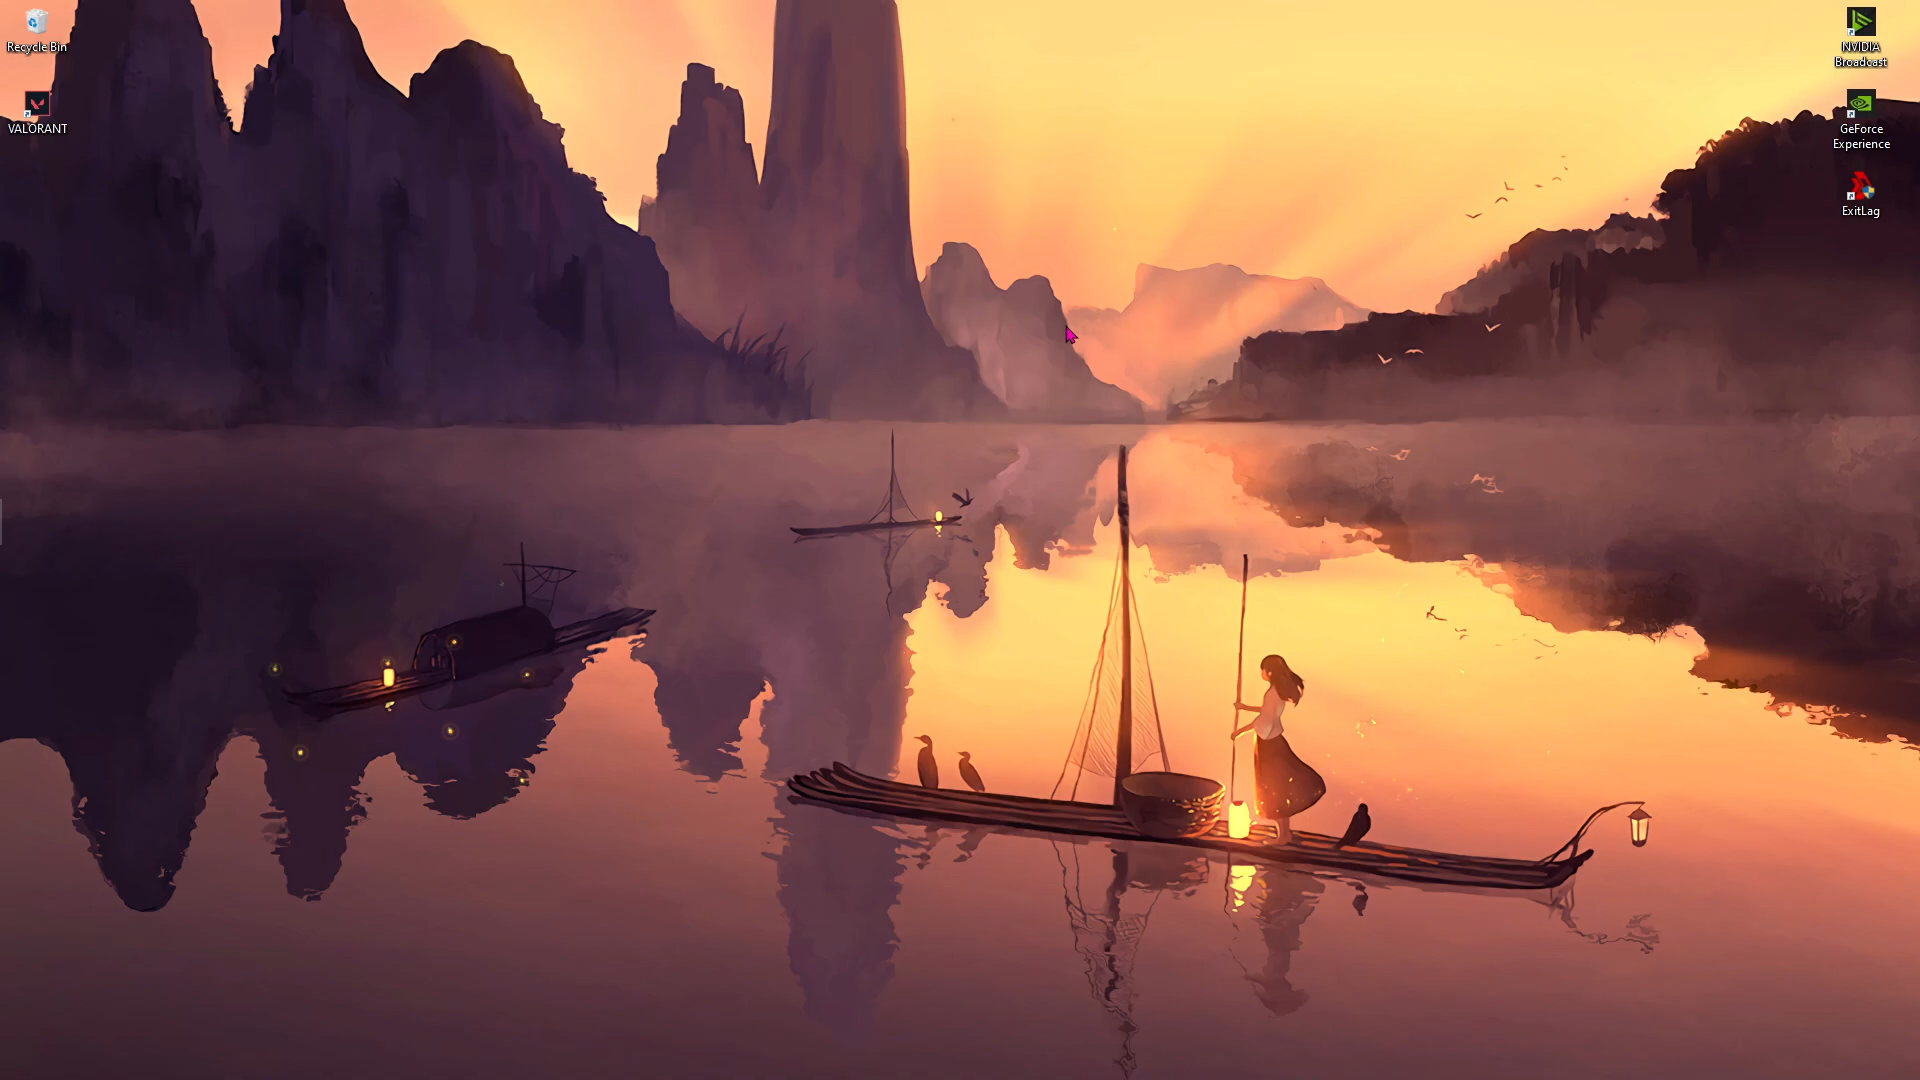 Recycle Bin
VALORANT
NVIDIA
Broadcast
GeForce
Experience
ExitLag